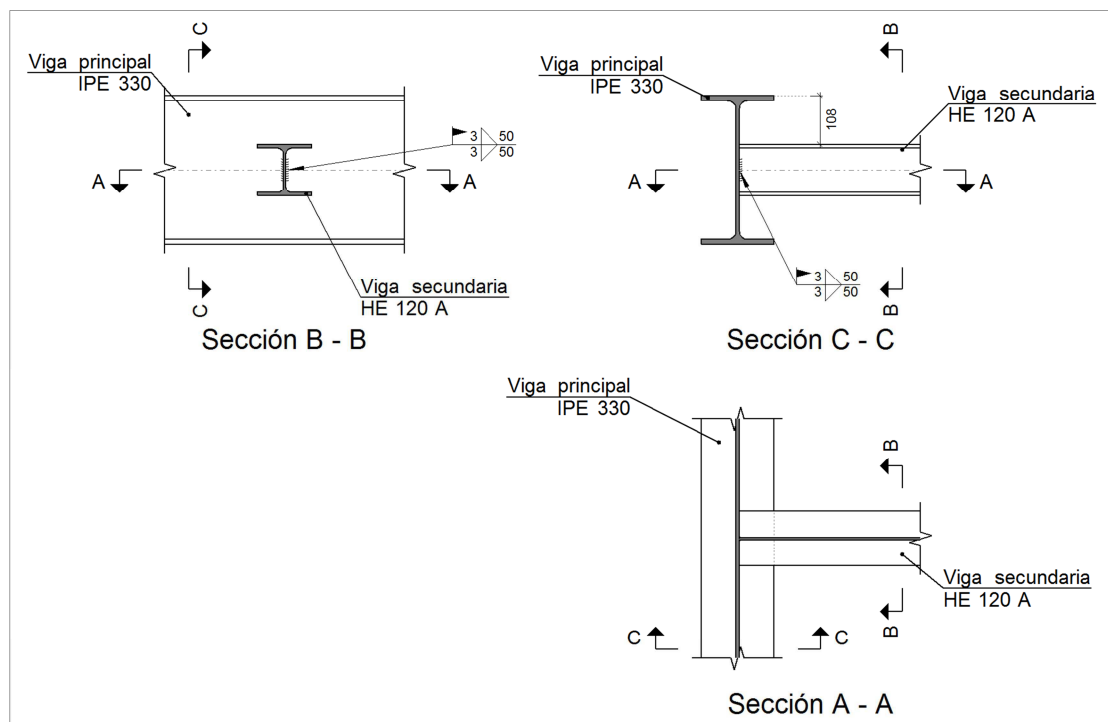 C
Viga principal
IPE 330
3 50
3 50
A
A
Viga secundaria
HE 120 A
C
Sección B - B
B
Viga principal
IPE 330
108
Viga secundaria
HE 120 A
A
A
3 50
3 50
B
Sección C - C
Viga principal
IPE 330
B
Viga secundaria
HE 120 A
B
C
C
Sección A - A